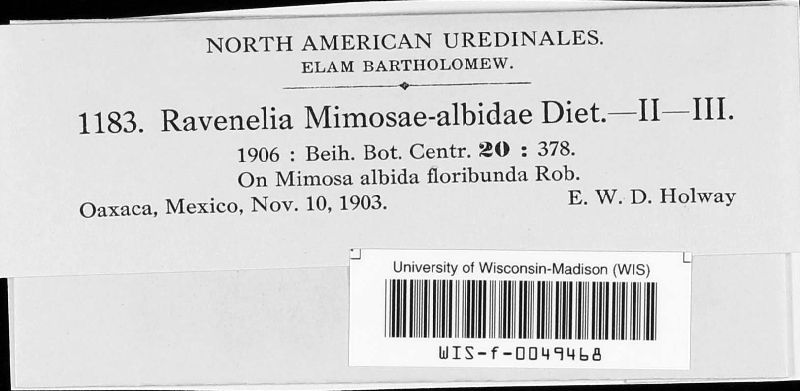 NORTH AMERICAN UREDINALES.
ELAM BARTHOLOMEW.
1183. Ravenelia Mimosae-albidae Diet.—II—III.
1906 : Beih. Bot. Centr. 20 : 378.
On Mimosa albida floribunda Rob.
Oaxaca, Mexico, Nov. 10, 1903. E. W. D. Holway
University of Wisconsin-Madison (WIS)
WIS-f-0049468